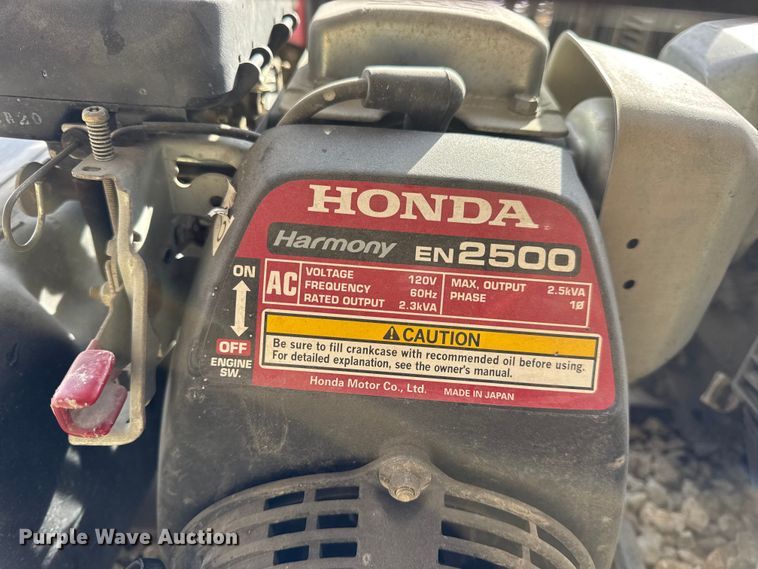 HONDA
Harmony EN2500
ON
OFF
ENGINE
SW.
AC
VOLTAGE 120V
FREQUENCY 60Hz
RATED OUTPUT 2.3kVA
MAX, OUTPUT 2.5kVA
PHASE 1ø
CAUTION
Be sure to fill crankcase with recommended oil before using.
For detailed explanation, see the owner's manual.
Honda Motor Co., Ltd. MADE IN JAPAN
Purple Wave Auction